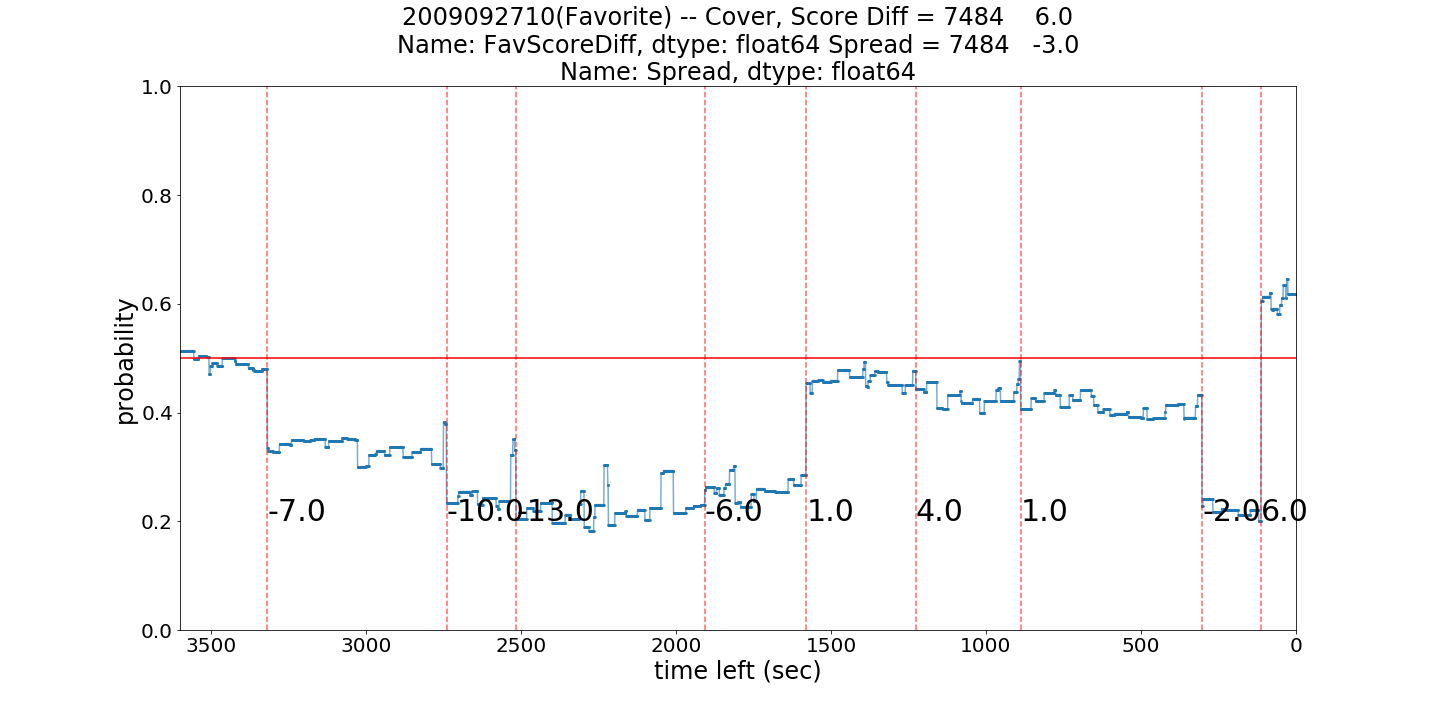 2009092710(Favorite) -- Cover, Score Diff = 7484    6.0
Name: FavScoreDiff, dtype: float64 Spread = 7484   -3.0
Name: Spread, dtype: float64
1.0
0.8
0.6
0.4
0.2
0.0
probability
-7.0
-10.0
-13.0
-6.0
1.0
4.0
1.0
-2.0
6.0
3500 3000 2500 2000 1500 1000 500 0
time left (sec)